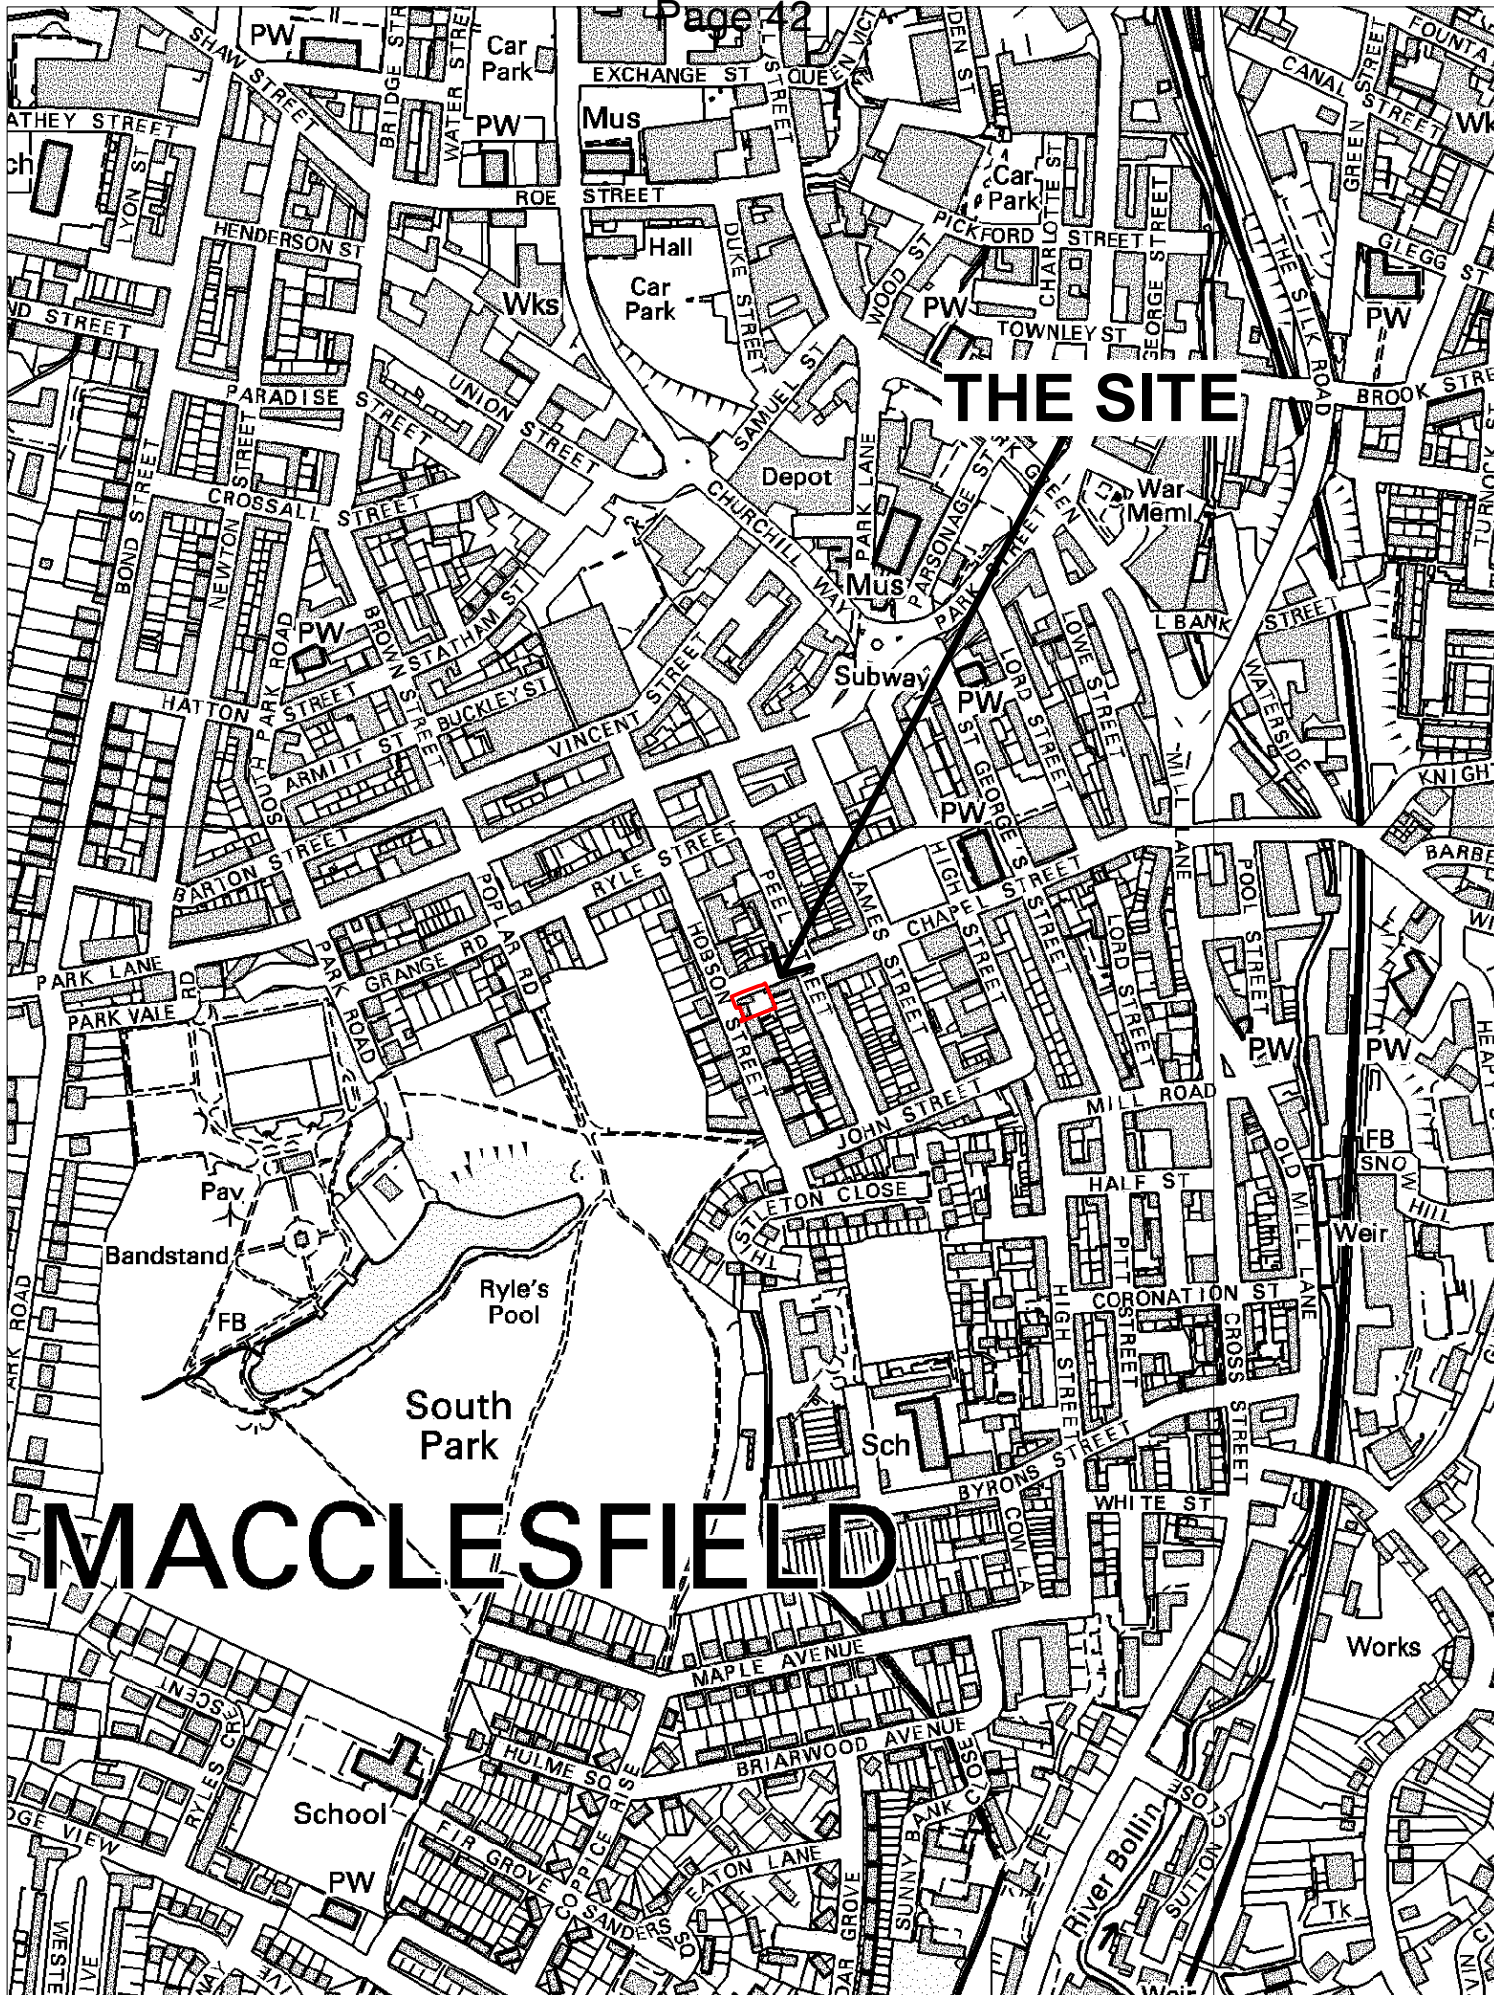 Page 42
PW
SHAW STREET
Car
Park
EXCHANGE ST
CANAL STREET
GREEN STREET
ATHEY STREET
LYON ST
PW
Mus
ROE STREET
Car
Park
CHARLOTTE ST
PICKFORD STREET
GEORGE STREET
THE SILK ROAD
GLEGG ST
HENDERSON ST
Hall
Car
Park
DUKE STREET
WOOD ST
Wks
PW
TOWNLEY ST
PW
THE SITE
BROOK STRE
PARADISE STREET
UNION STREET
SAMUEL ST
Depot
PARK LANE
BOND STREET
NEWTON STREET
CROSSALL STREET
CHURCHILL WAY
PARSONAGE ST
PARK STREET
War
Meml
Mus
PW
SOUTH PARK ROAD
BROWN STREET
STATHAM ST
L BANK STREET
Subway
PW
LORD STREET
LOWE STREET
WATERSIDE
HATTON STREET
ARMITT ST
BUCKLEY ST
VINCENT STREET
MILL LANE
KNIGHT
PW
ST GEORGE'S STREET
BARTON STREET
POPLAR RD
RYLE STREET
PEEL STREET
JAMES STREET
HIGH STREET
CHAPEL STREET
LORD STREET
POOL STREET
BARBE
HOBSON STREET
PARK LANE
PARK VALE RD
PARK ROAD
GRANGE RD
PW
PW
JOHN STREET
MILL ROAD
OLD MILL LANE
FB
SNOW HILL
Pav
THISTLETON CLOSE
HALF ST
Bandstand
Weir
Ryle's
Pool
FB
PITT STREET
CORONATION ST
HIGH STREET
CROSS STREET
South
Park
Sch
BYRONS STREET
COW LA
WHITE ST
MACCLESFIELD
MAPLE AVENUE
Works
RYLES CRESCENT
HULME SQ
BRIARWOOD AVENUE
School
COPPICE RISE
SUNNY BANK CLOSE
FIR GROVE
EATON LANE
River Bollin
SUTTON CLOSE
PW
SANDERS SQ
DAR GROVE
Tk
Weir